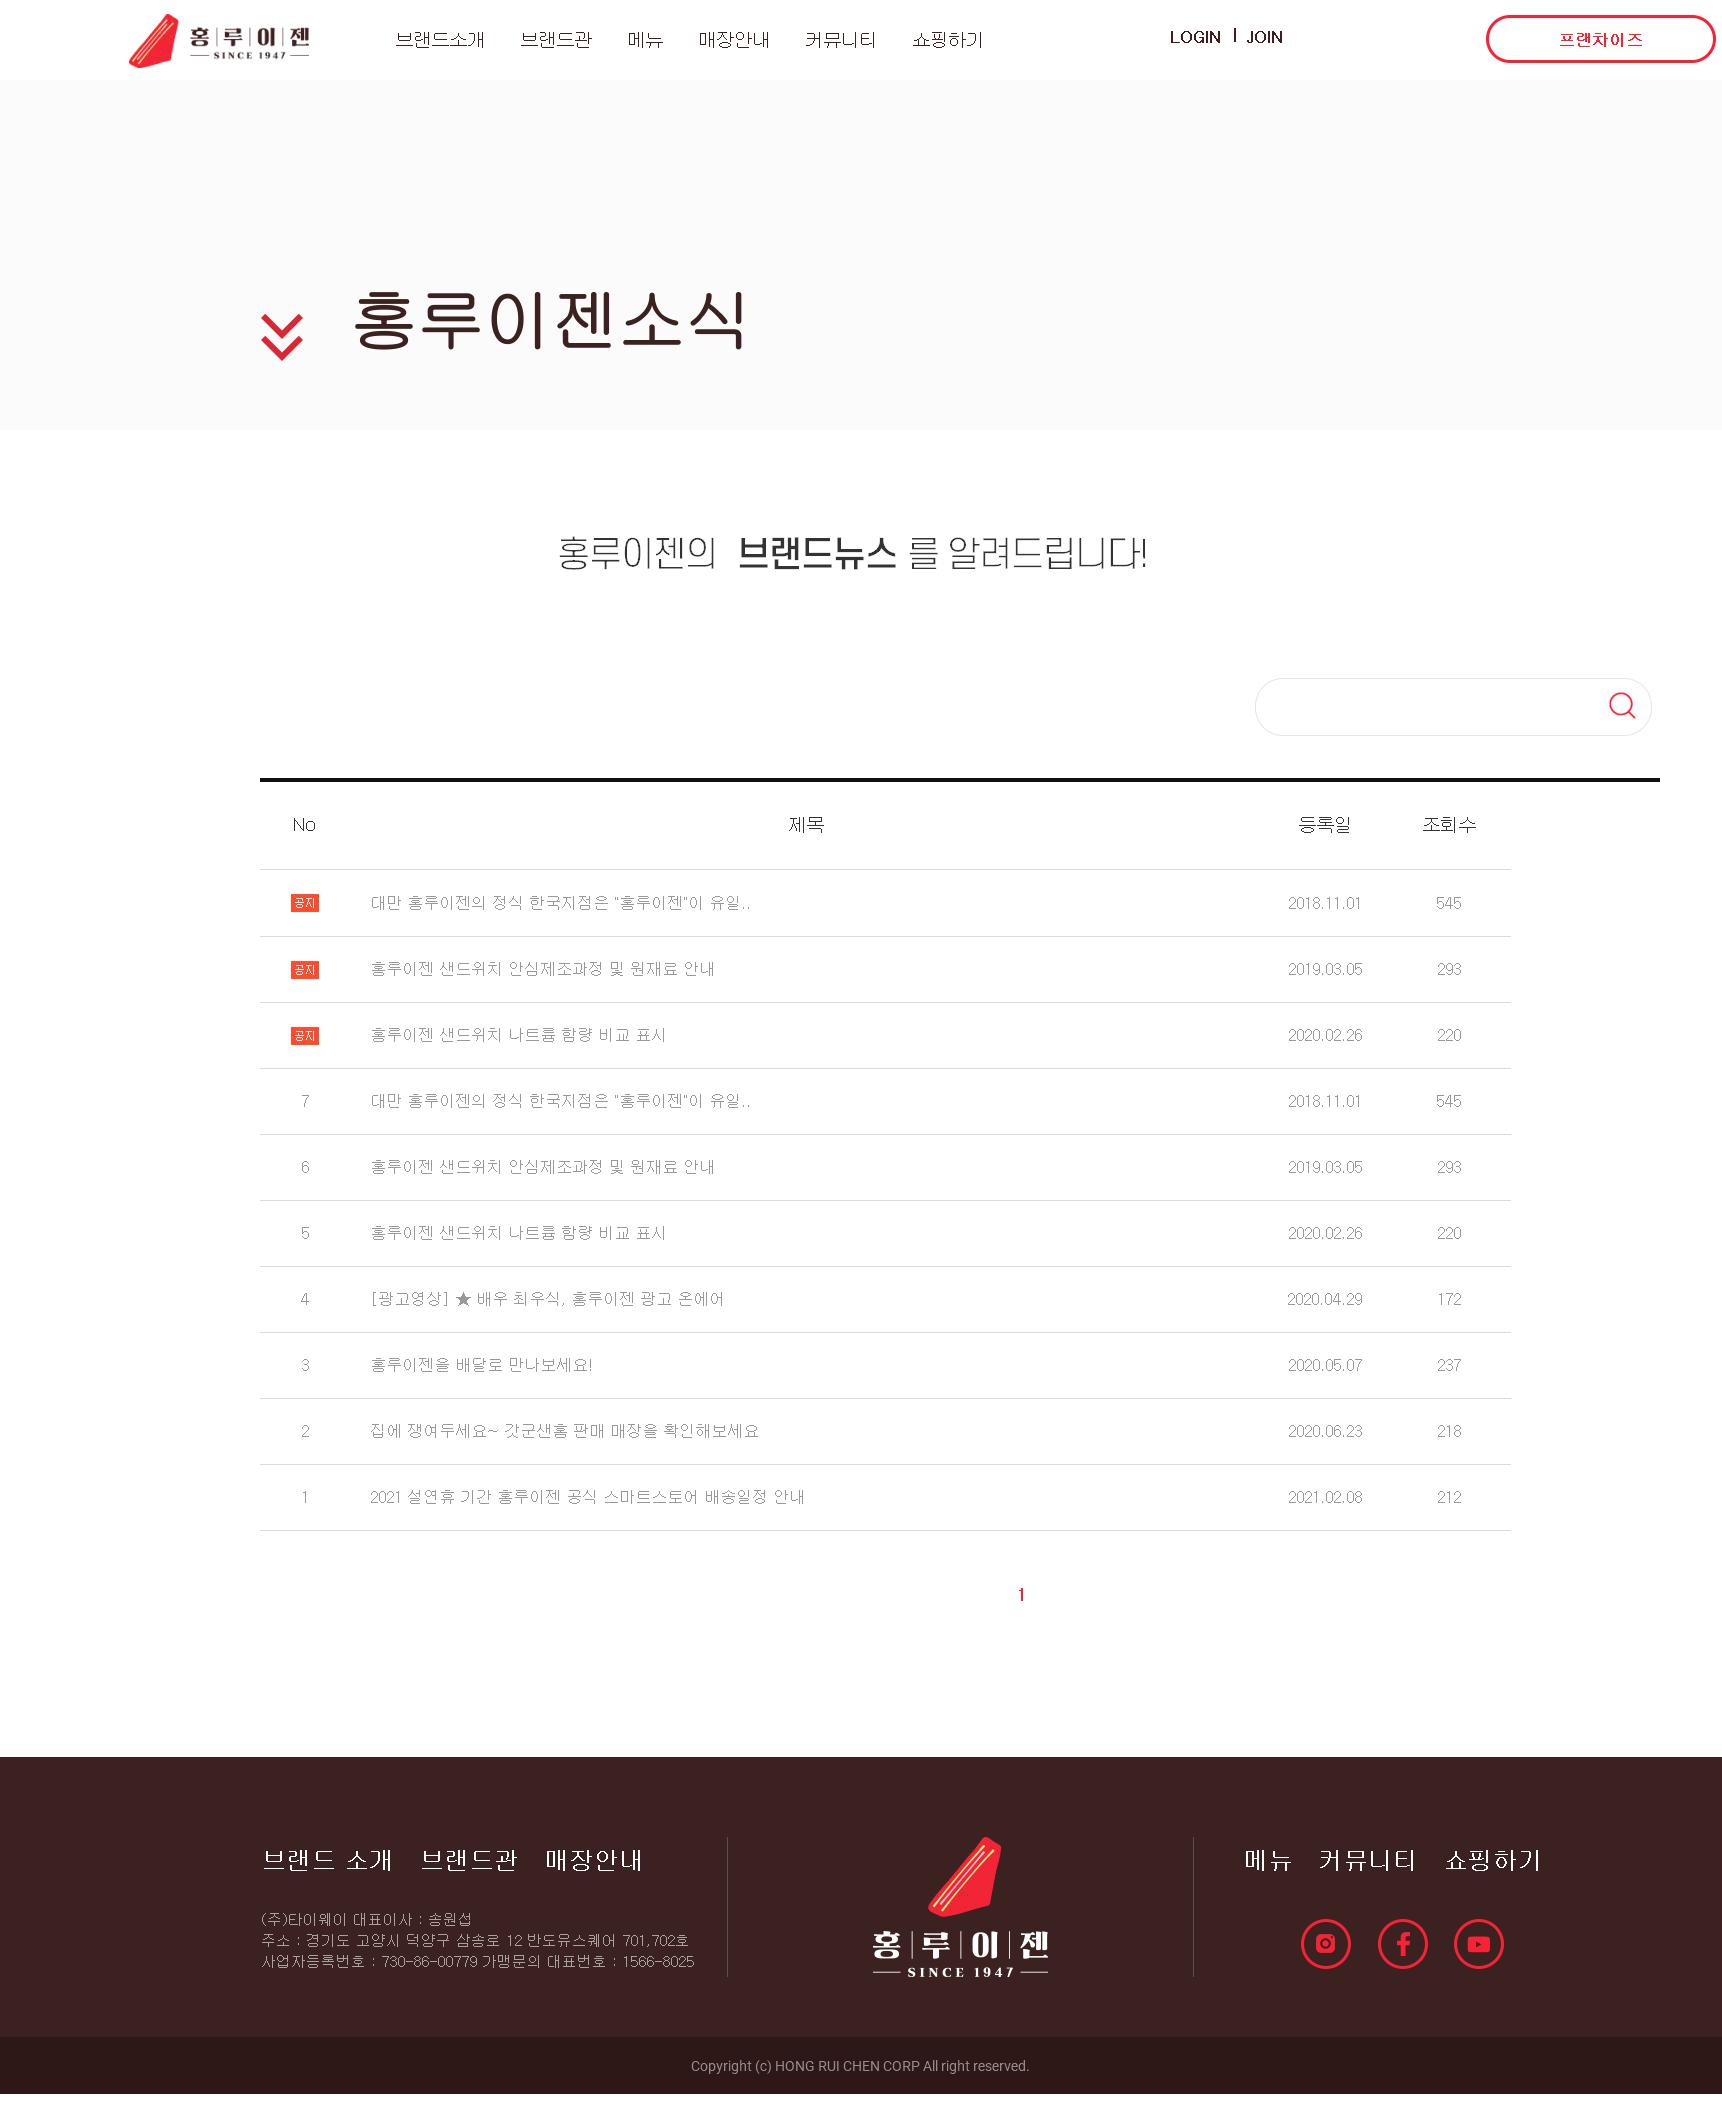 홍|루|이|젠
SINCE 1947
브랜드소개 브랜드관 메뉴 매장안내 커뮤니티 쇼핑하기
LOGIN | JOIN
프랜차이즈
홍루이젠소식
홍루이젠의 브랜드뉴스 를 알려드립니다!
No 제목 등록일 조회수
공지 대만 홍루이젠의 정식 한국지점은 "홍루이젠"이 유일.. 2018.11.01 545
공지 홍루이젠 샌드위치 안심제조과정 및 원재료 안내 2019.03.05 293
공지 홍루이젠 샌드위치 나트륨 함량 비교 표시 2020.02.26 220
7 대만 홍루이젠의 정식 한국지점은 "홍루이젠"이 유일.. 2018.11.01 545
6 홍루이젠 샌드위치 안심제조과정 및 원재료 안내 2019.03.05 293
5 홍루이젠 샌드위치 나트륨 함량 비교 표시 2020.02.26 220
4 [광고영상] ★ 배우 최우식, 홍루이젠 광고 온에어 2020.04.29 172
3 홍루이젠을 배달로 만나보세요! 2020.05.07 237
2 집에 쟁여두세요~ 갓군샌홈 판매 매장을 확인해보세요 2020.06.23 218
1 2021 설연휴 기간 홍루이젠 공식 스마트스토어 배송일정 안내 2021.02.08 212
1
브랜드 소개 브랜드관 매장안내
(주)타이웨이 대표이사 : 송원섭
주소 : 경기도 고양시 덕양구 삼송로 12 반도유스퀘어 701,702호
사업자등록번호 : 730-86-00779 가맹문의 대표번호 : 1566-8025
홍|루|이|젠
SINCE 1947
메뉴 커뮤니티 쇼핑하기
Copyright (c) HONG RUI CHEN CORP All right reserved.